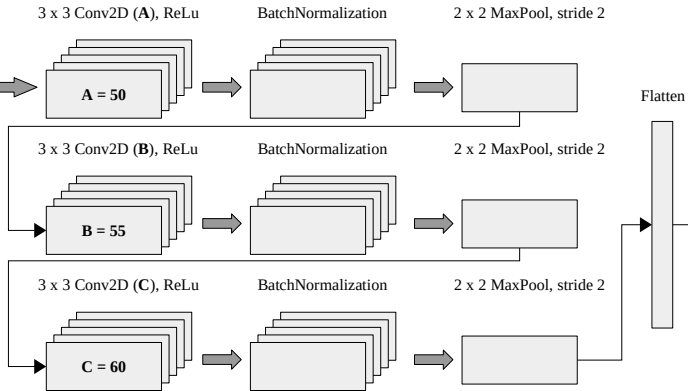 3 x 3 Conv2D (A), ReLu
BatchNormalization
2 x 2 MaxPool, stride 2
A = 50
Flatten
3 x 3 Conv2D (B), ReLu
BatchNormalization
2 x 2 MaxPool, stride 2
B = 55
3 x 3 Conv2D (C), ReLu
BatchNormalization
2 x 2 MaxPool, stride 2
C = 60